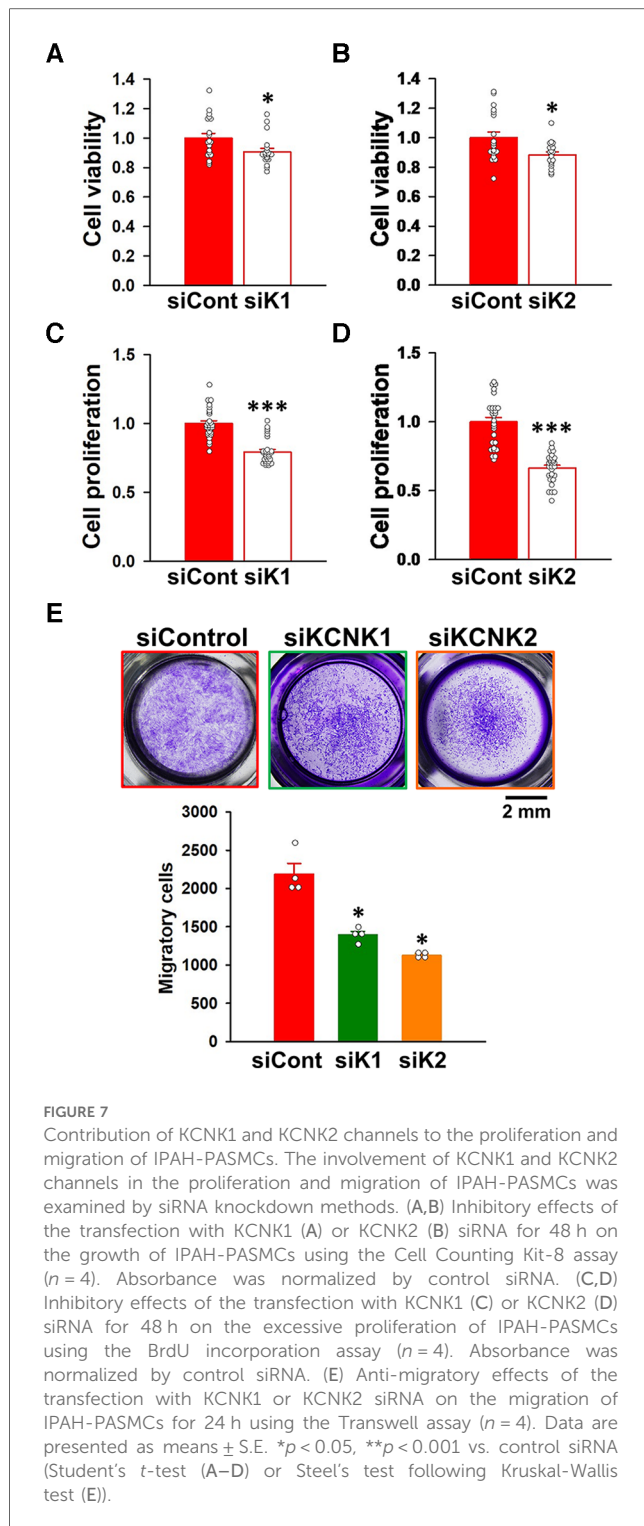 A
Cell viability
1.4
1.2
1.0
0.8
0.6
0.4
0.2
0.0
*
siCont siK1
B
Cell viability
1.4
1.2
1.0
0.8
0.6
0.4
0.2
0.0
*
siCont siK2
C
Cell proliferation
1.5
1.0
0.5
0.0
***
siCont siK1
D
Cell proliferation
1.5
1.0
0.5
0.0
***
siCont siK2
E
siControl siKCNK1 siKCNK2
2 mm
Migratory cells
3000
2500
2000
1500
1000
500
0
*
*
siCont siK1 siK2
FIGURE 7
Contribution of KCNK1 and KCNK2 channels to the proliferation and
migration of IPAH-PASMCs. The involvement of KCNK1 and KCNK2
channels in the proliferation and migration of IPAH-PASMCs was
examined by siRNA knockdown methods. (A,B) Inhibitory effects of
the transfection with KCNK1 (A) or KCNK2 (B) siRNA for 48 h on
the growth of IPAH-PASMCs using the Cell Counting Kit-8 assay
(n = 4). Absorbance was normalized by control siRNA. (C,D)
Inhibitory effects of the transfection with KCNK1 (C) or KCNK2 (D)
siRNA for 48 h on the excessive proliferation of IPAH-PASMCs
using the BrdU incorporation assay (n = 4). Absorbance was
normalized by control siRNA. (E) Anti-migratory effects of the
transfection with KCNK1 or KCNK2 siRNA on the migration of
IPAH-PASMCs for 24 h using the Transwell assay (n = 4). Data are
presented as means ± S.E. *p < 0.05, **p < 0.001 vs. control siRNA
(Student's t-test (A–D) or Steel's test following Kruskal-Wallis
test (E)).